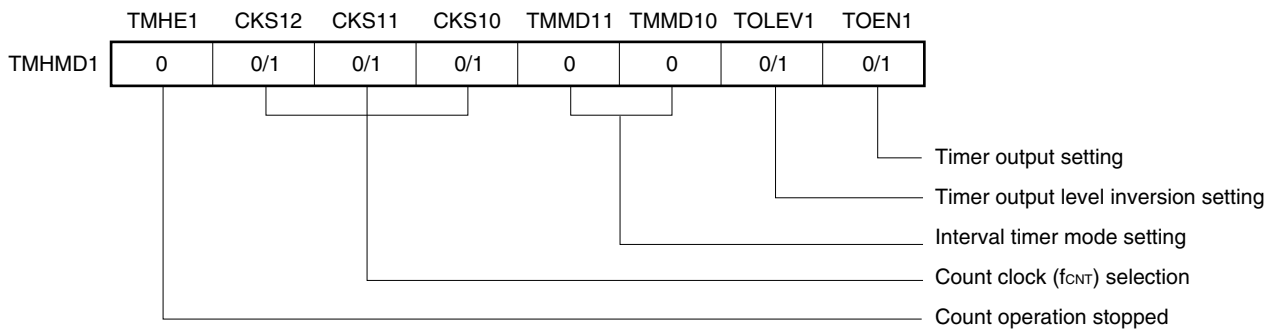 TMHE1 CKS12 CKS11 CKS10 TMMD11 TMMD10 TOLEV1 TOEN1
TMHMD1 0 0/1 0/1 0/1 0 0 0/1 0/1
Timer output setting
Timer output level inversion setting
Interval timer mode setting
Count clock (fCNT) selection
Count operation stopped